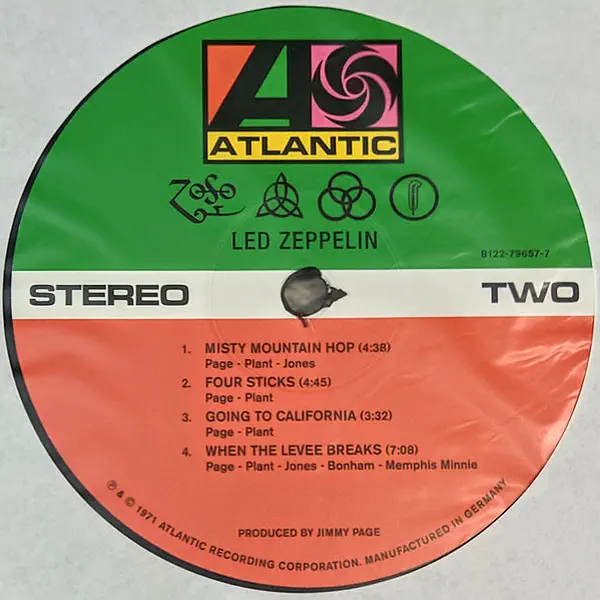 ATLANTIC
LED ZEPPELIN
B122-79657-7
STEREO
TWO
1. MISTY MOUNTAIN HOP (4:38)
Page - Plant - Jones
2. FOUR STICKS (4:45)
Page - Plant
3. GOING TO CALIFORNIA (3:32)
Page - Plant
4. WHEN THE LEVEE BREAKS (7:08)
Page - Plant - Jones - Bonham - Memphis Minnie
PRODUCED BY JIMMY PAGE
℗ & © 1971 ATLANTIC RECORDING CORPORATION. MANUFACTURED IN GERMANY